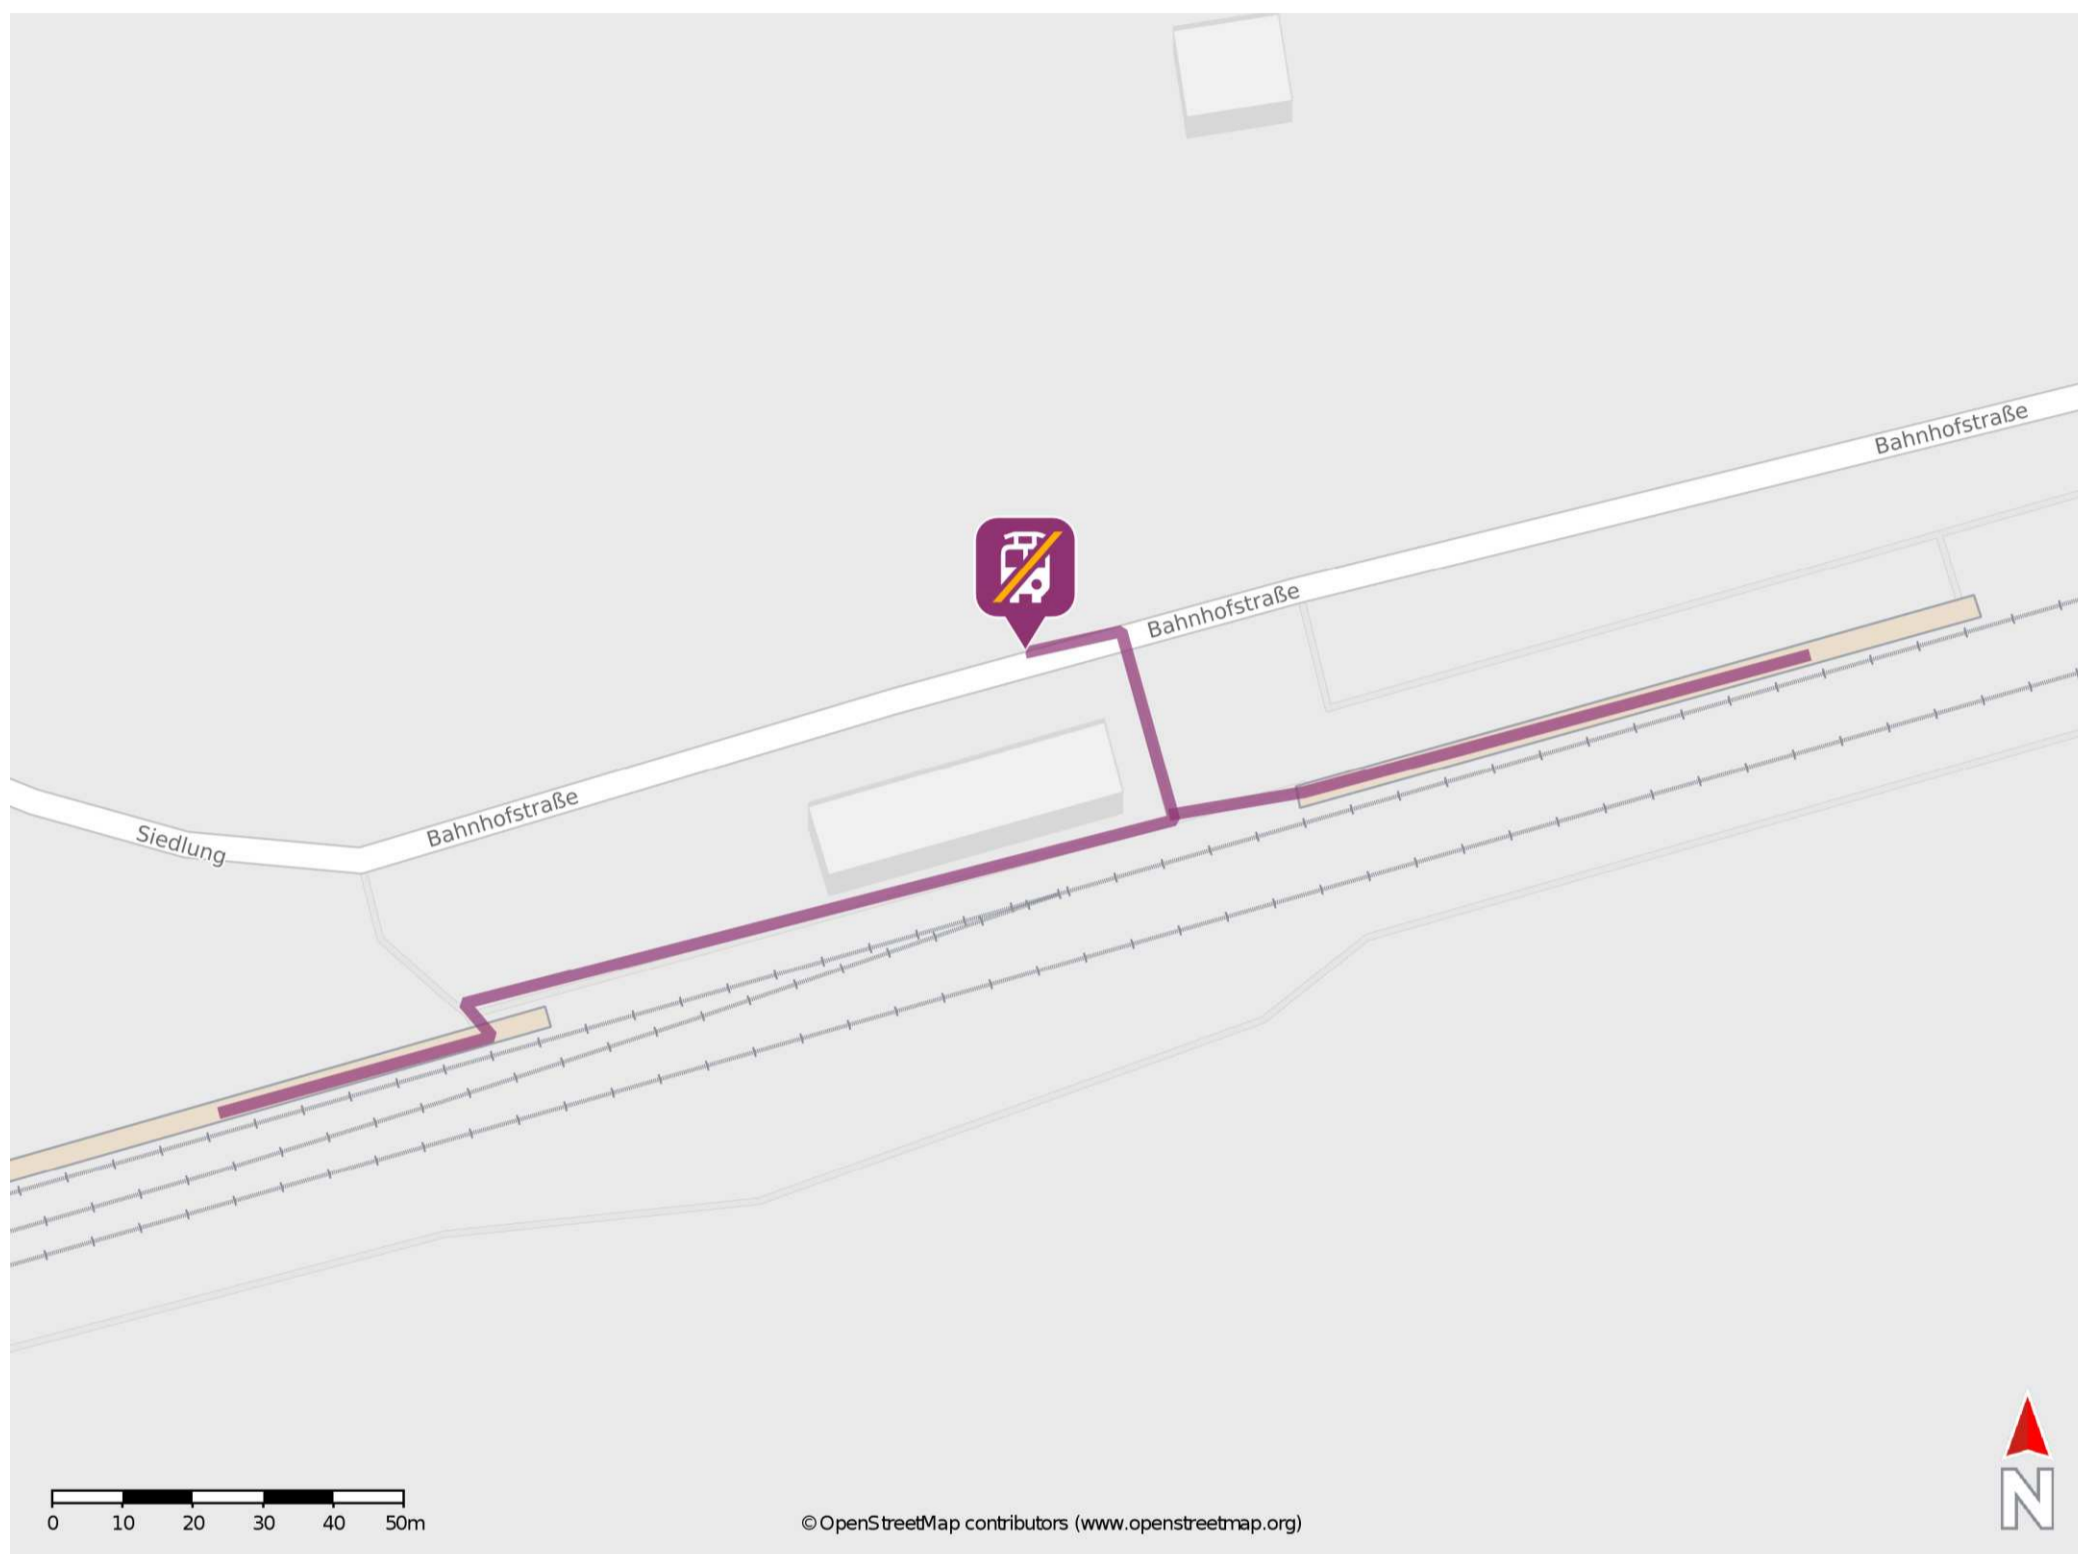 Bahnhofstraße
Bahnhofstraße
Bahnhofstraße
Siedlung
0 10 20 30 40 50m
© OpenStreetMap contributors (www.openstreetmap.org)
N